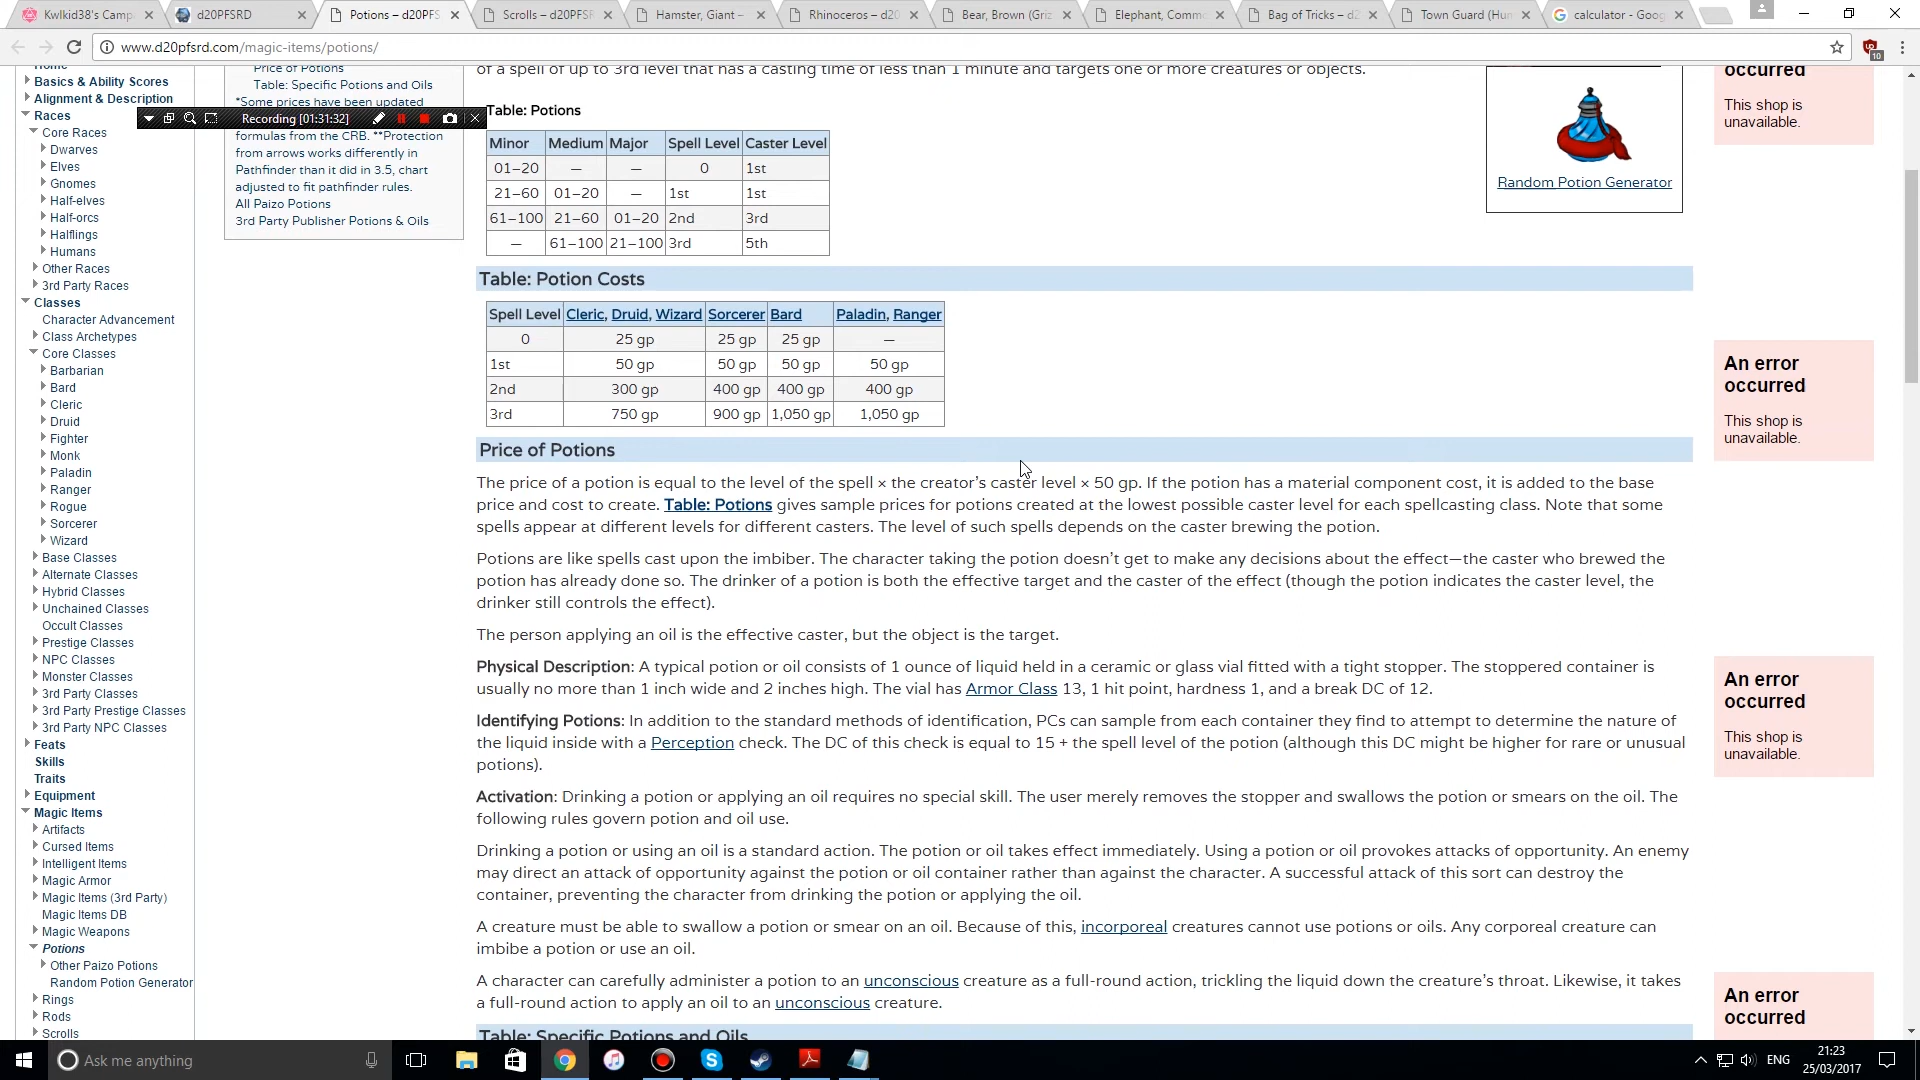 Kwlkid38's Camp
d20PFSRD
Potions – d20PFS
Scrolls – d20PFSR
Hamster, Giant –
Rhinoceros – d20
Bear, Brown (Griz
Elephant, Commo
Bag of Tricks – d2
Town Guard (Hum
calculator - Goog
www.d20pfsrd.com/magic-items/potions/
10
Home
Basics & Ability Scores
Alignment & Description
Races
Core Races
Dwarves
Elves
Gnomes
Half-elves
Half-orcs
Halflings
Humans
Other Races
3rd Party Races
Classes
Character Advancement
Class Archetypes
Core Classes
Barbarian
Bard
Cleric
Druid
Fighter
Monk
Paladin
Ranger
Rogue
Sorcerer
Wizard
Base Classes
Alternate Classes
Hybrid Classes
Unchained Classes
Occult Classes
Prestige Classes
NPC Classes
Monster Classes
3rd Party Classes
3rd Party Prestige Classes
3rd Party NPC Classes
Feats
Skills
Traits
Equipment
Magic Items
Artifacts
Cursed Items
Intelligent Items
Magic Armor
Magic Items (3rd Party)
Magic Items DB
Magic Weapons
Potions
Other Paizo Potions
Random Potion Generator
Rings
Rods
Scrolls
Price of Potions
Table: Specific Potions and Oils
*Some prices have been updated
Recording [01:31:32]
formulas from the CRB. **Protection
from arrows works differently in
Pathfinder than it did in 3.5, chart
adjusted to fit pathfinder rules.
All Paizo Potions
3rd Party Publisher Potions & Oils
of a spell of up to 3rd level that has a casting time of less than 1 minute and targets one or more creatures or objects.
Table: Potions
Minor Medium Major Spell Level Caster Level
01–20 — — 0 1st
21–60 01–20 — 1st 1st
61–100 21–60 01–20 2nd 3rd
— 61–100 21–100 3rd 5th
Random Potion Generator
Table: Potion Costs
Spell Level Cleric, Druid, Wizard Sorcerer Bard Paladin, Ranger
0 25 gp 25 gp 25 gp —
1st 50 gp 50 gp 50 gp 50 gp
2nd 300 gp 400 gp 400 gp 400 gp
3rd 750 gp 900 gp 1,050 gp 1,050 gp
Price of Potions
The price of a potion is equal to the level of the spell × the creator's caster level × 50 gp. If the potion has a material component cost, it is added to the base
price and cost to create. Table: Potions gives sample prices for potions created at the lowest possible caster level for each spellcasting class. Note that some
spells appear at different levels for different casters. The level of such spells depends on the caster brewing the potion.
Potions are like spells cast upon the imbiber. The character taking the potion doesn't get to make any decisions about the effect—the caster who brewed the
potion has already done so. The drinker of a potion is both the effective target and the caster of the effect (though the potion indicates the caster level, the
drinker still controls the effect).
The person applying an oil is the effective caster, but the object is the target.
Physical Description: A typical potion or oil consists of 1 ounce of liquid held in a ceramic or glass vial fitted with a tight stopper. The stoppered container is
usually no more than 1 inch wide and 2 inches high. The vial has Armor Class 13, 1 hit point, hardness 1, and a break DC of 12.
Identifying Potions: In addition to the standard methods of identification, PCs can sample from each container they find to attempt to determine the nature of
the liquid inside with a Perception check. The DC of this check is equal to 15 + the spell level of the potion (although this DC might be higher for rare or unusual
potions).
Activation: Drinking a potion or applying an oil requires no special skill. The user merely removes the stopper and swallows the potion or smears on the oil. The
following rules govern potion and oil use.
Drinking a potion or using an oil is a standard action. The potion or oil takes effect immediately. Using a potion or oil provokes attacks of opportunity. An enemy
may direct an attack of opportunity against the potion or oil container rather than against the character. A successful attack of this sort can destroy the
container, preventing the character from drinking the potion or applying the oil.
A creature must be able to swallow a potion or smear on an oil. Because of this, incorporeal creatures cannot use potions or oils. Any corporeal creature can
imbibe a potion or use an oil.
A character can carefully administer a potion to an unconscious creature as a full-round action, trickling the liquid down the creature's throat. Likewise, it takes
a full-round action to apply an oil to an unconscious creature.
Table: Specific Potions and Oils
occurred
This shop is
unavailable.
An error
occurred
This shop is
unavailable.
An error
occurred
This shop is
unavailable.
An error
occurred
Ask me anything
ENG
21:23
25/03/2017